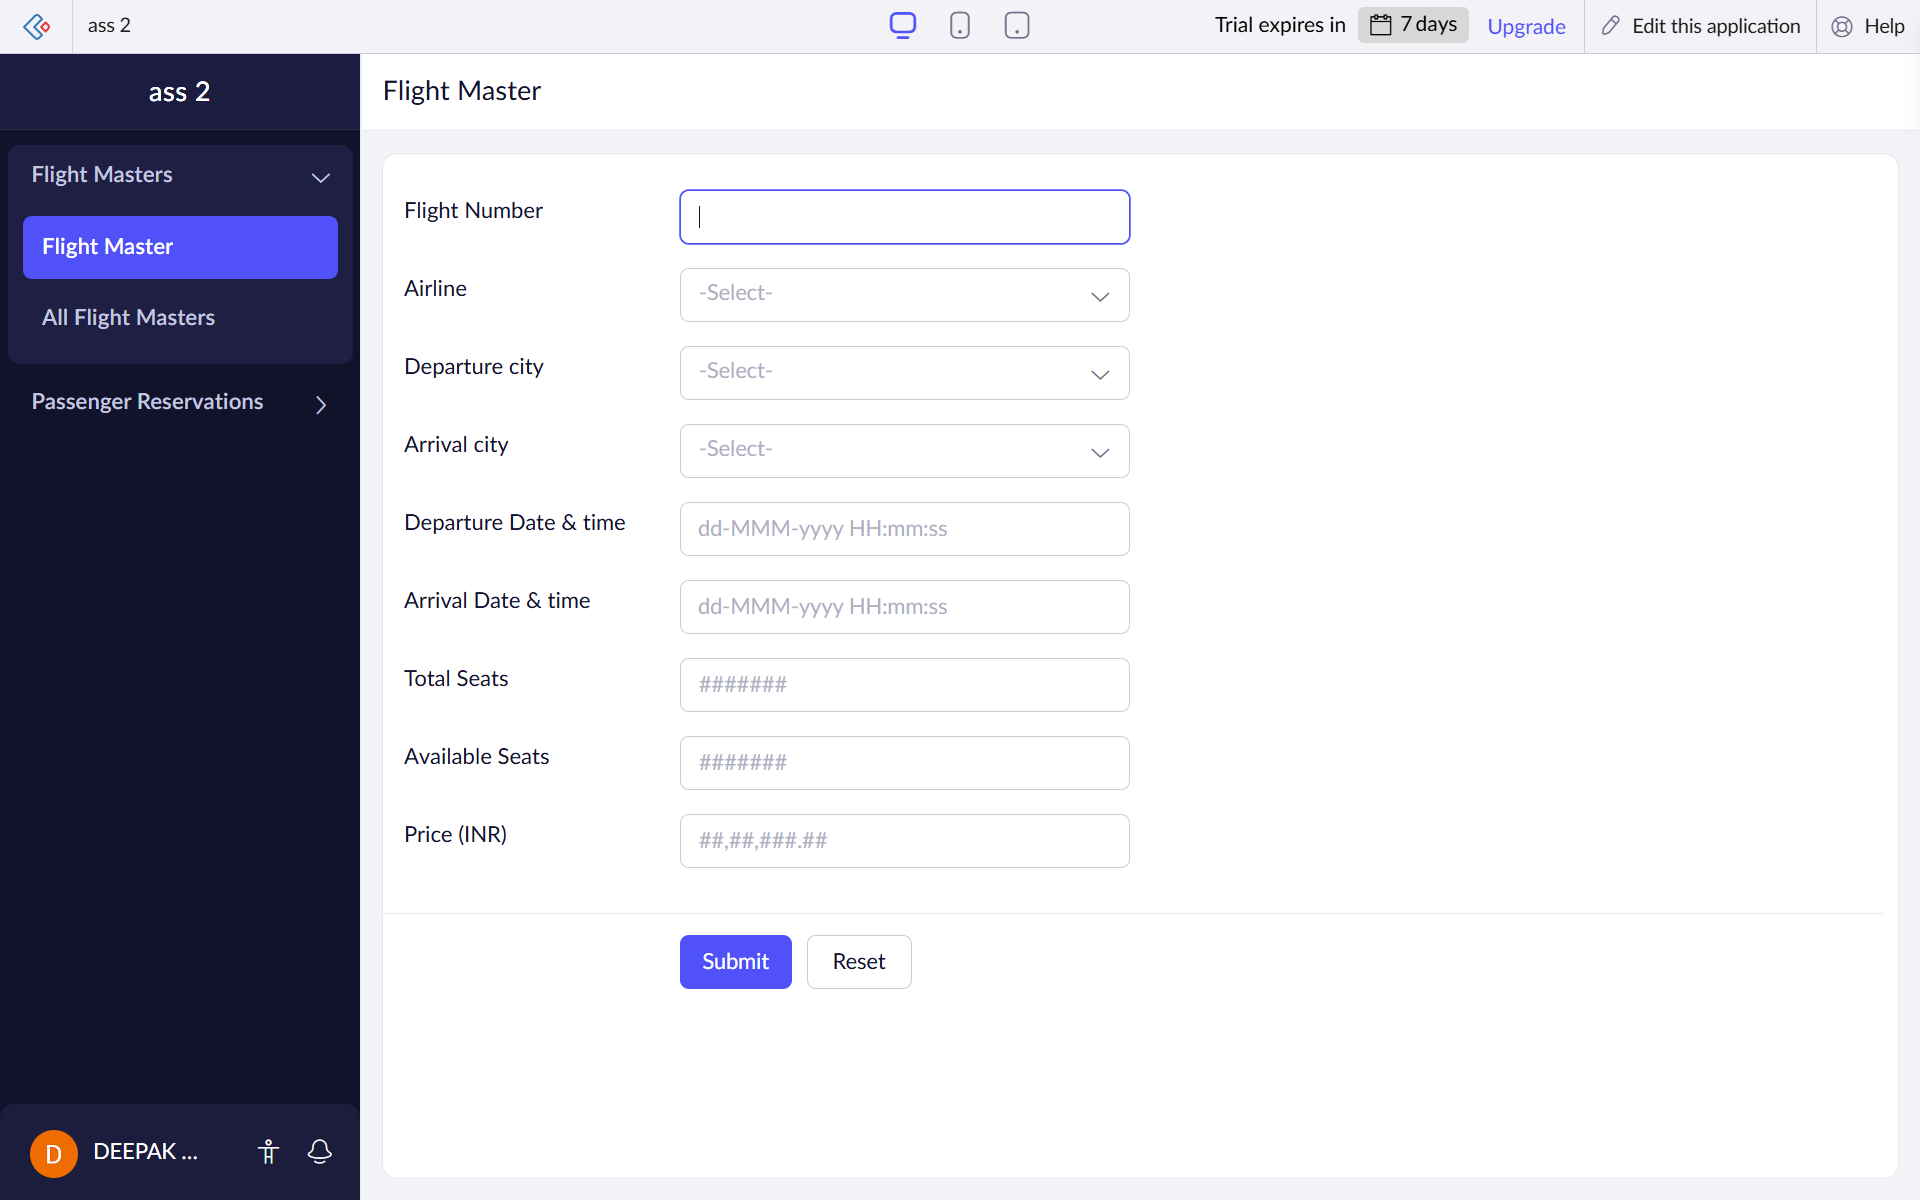 ass 2
Trial expires in 7 days Upgrade Edit this application Help
ass 2
Flight Masters
Flight Master
All Flight Masters
Passenger Reservations
DEEPAK ...
D
Flight Master
Flight Number
Airline -Select-
Departure city -Select-
Arrival city -Select-
Departure Date & time dd-MMM-yyyy HH:mm:ss
Arrival Date & time dd-MMM-yyyy HH:mm:ss
Total Seats #######
Available Seats #######
Price (INR) ##,##,###.##
Submit Reset